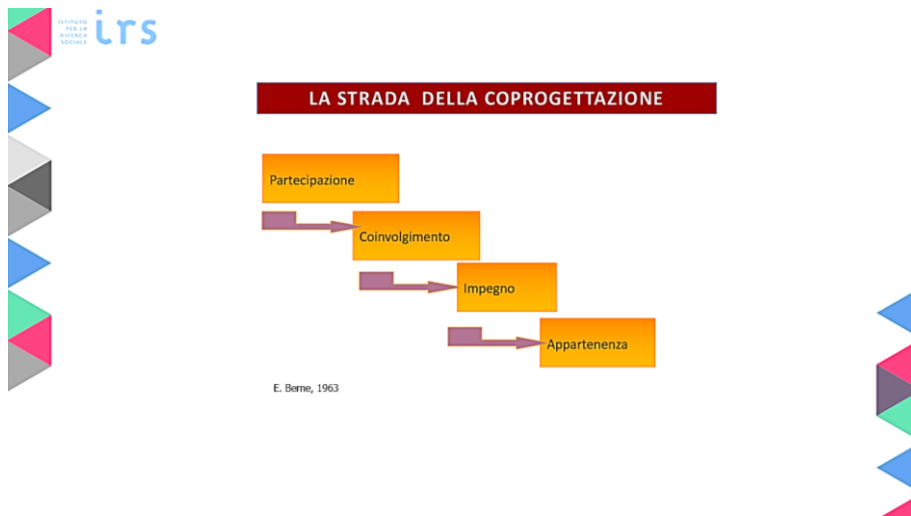 ISTITUTO
PER LA
RICERCA
SOCIALE
irs
LA STRADA DELLA COPROGETTAZIONE
Partecipazione
Coinvolgimento
Impegno
Appartenenza
E. Berne, 1963